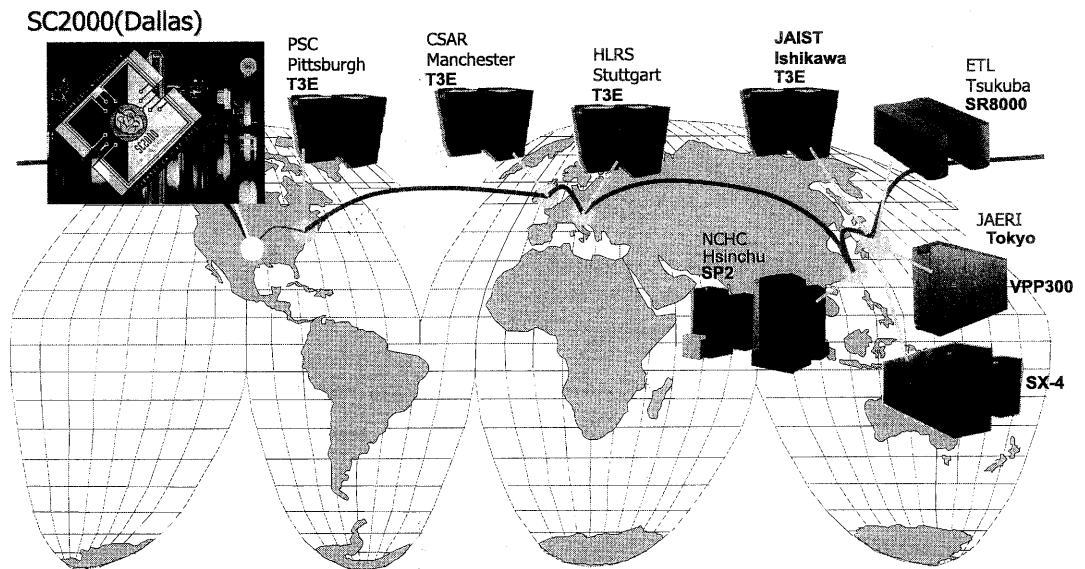 SC2000(Dallas)
SC2000
PSC
Pittsburgh
T3E
CSAR
Manchester
T3E
HLRS
Stuttgart
T3E
JAIST
Ishikawa
T3E
ETL
Tsukuba
SR8000
NCHC
Hsinchu
SP2
JAERI
Tokyo
VPP300
SX-4